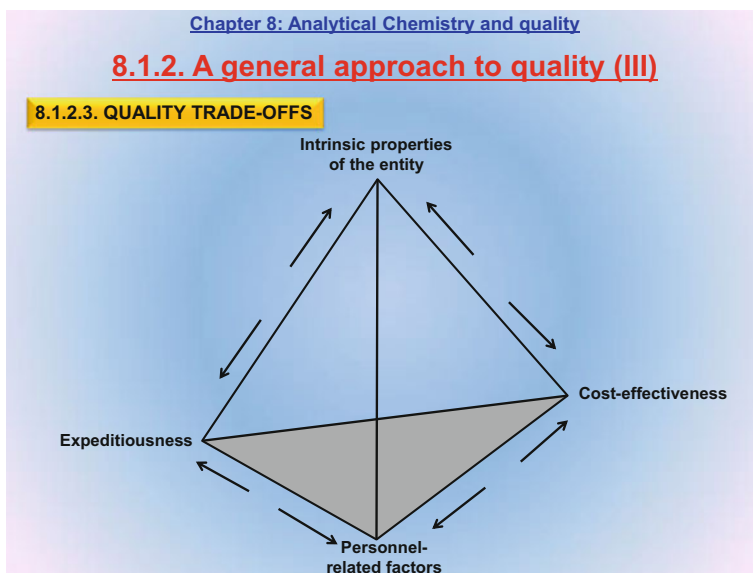 Chapter 8: Analytical Chemistry and quality
8.1.2. A general approach to quality (III)
8.1.2.3. QUALITY TRADE-OFFS
Intrinsic properties
of the entity
Cost-effectiveness
Expeditiousness
Personnel-
related factors